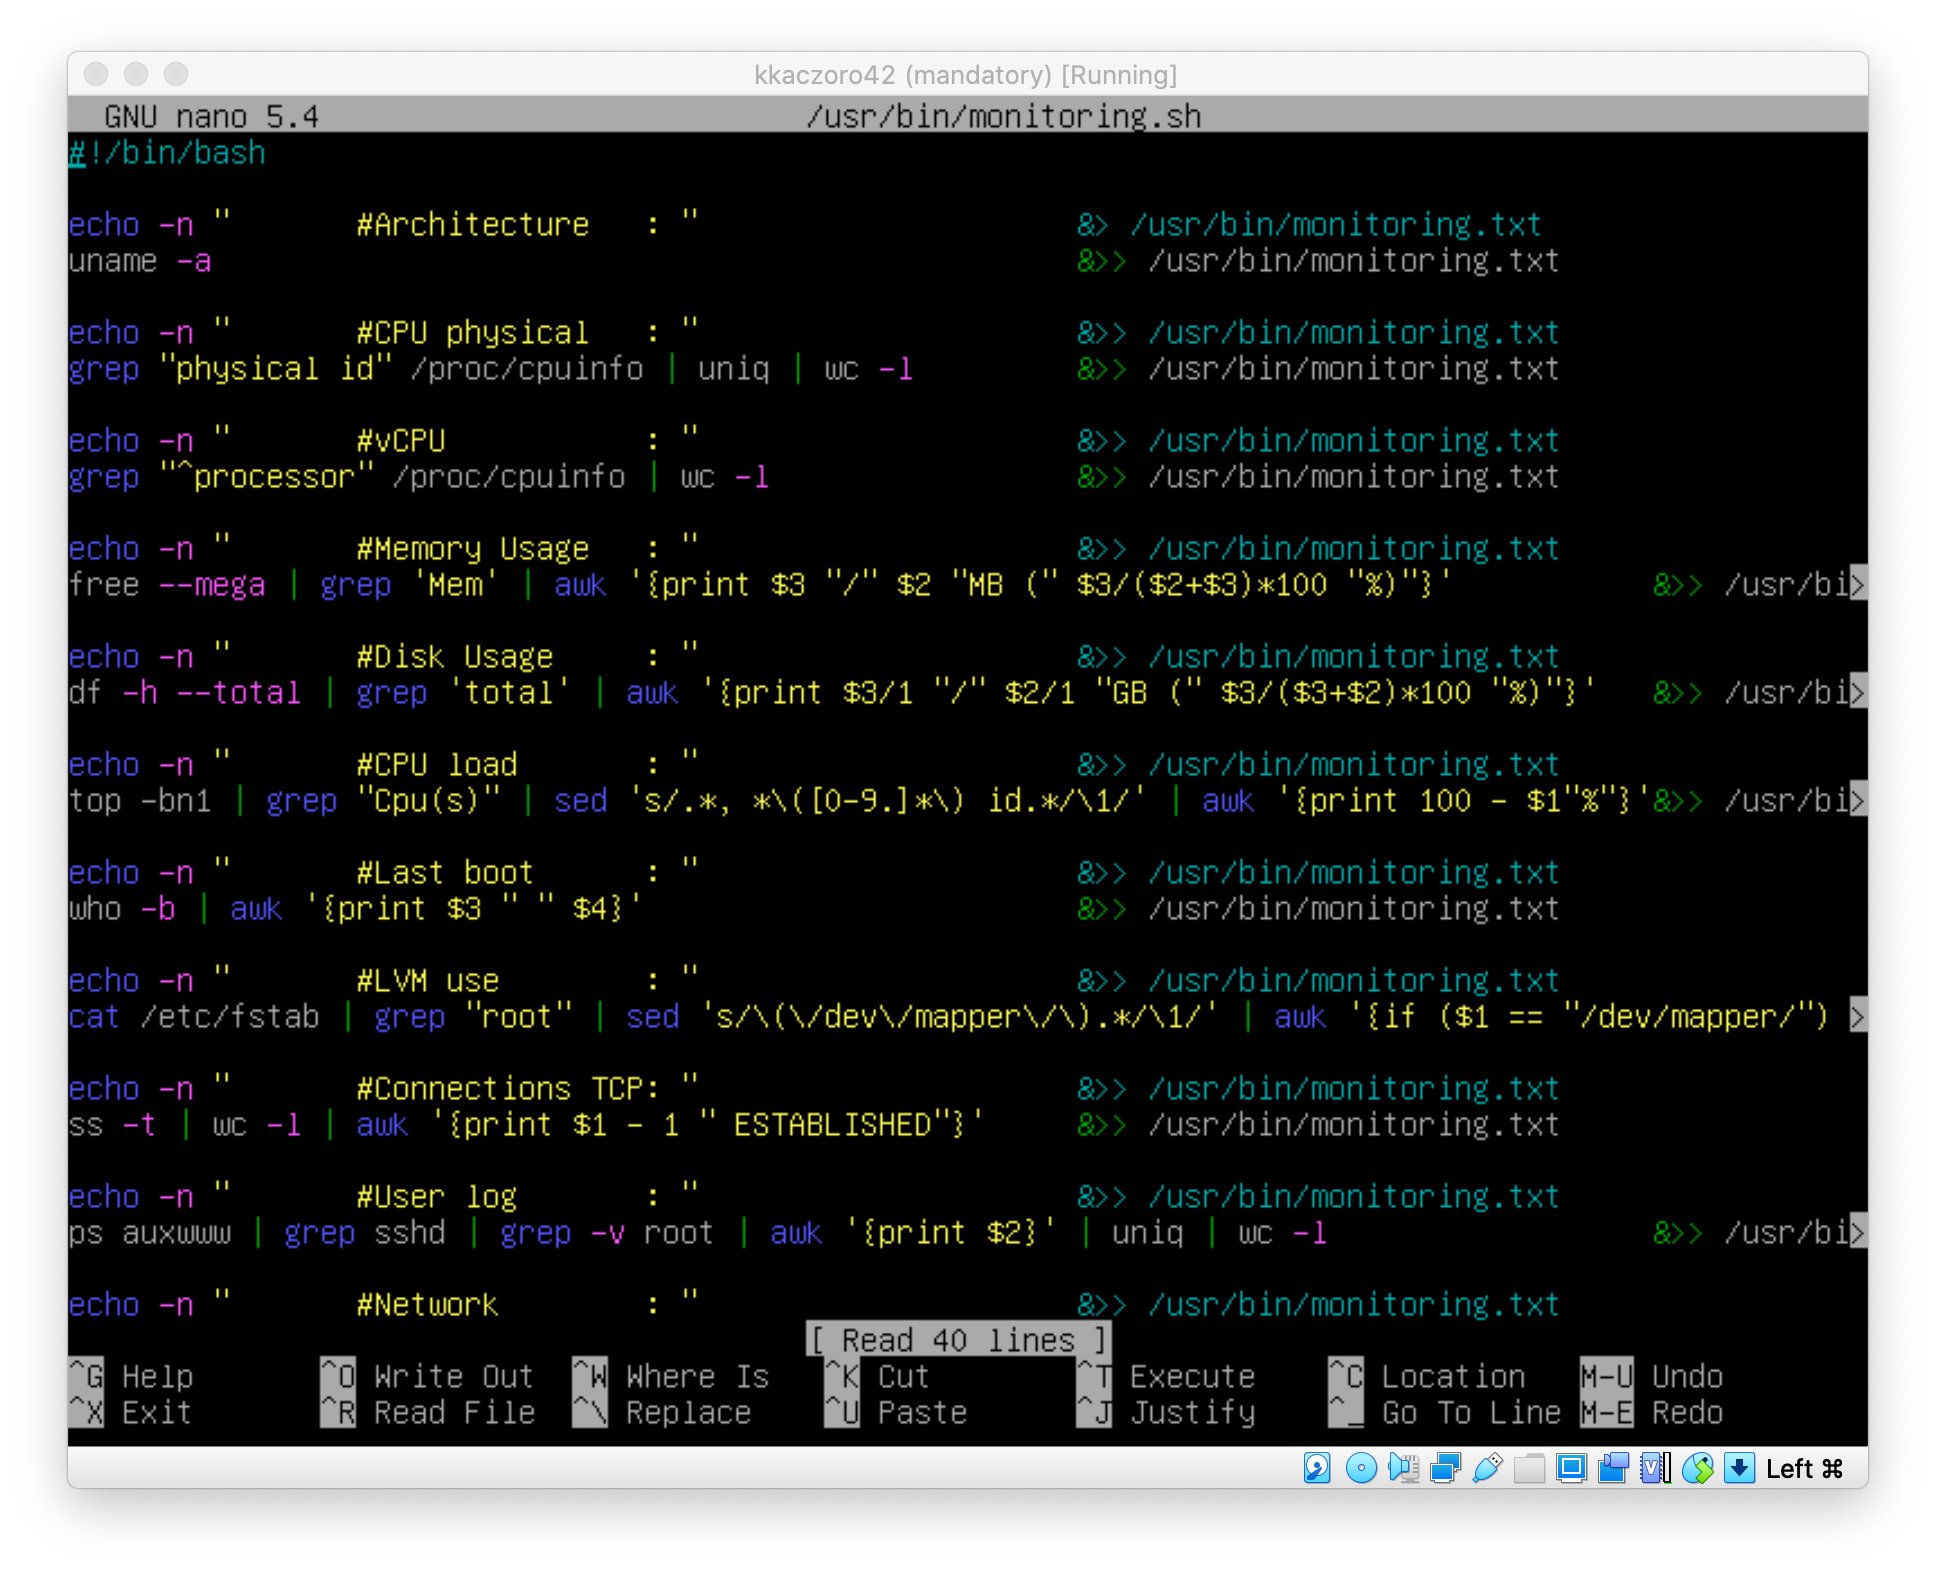 kkaczoro42 (mandatory) [Running]
GNU nano 5.4 /usr/bin/monitoring.sh
#!/bin/bash
echo -n "       #Architecture   : "                     &> /usr/bin/monitoring.txt
uname -a                                                &>> /usr/bin/monitoring.txt
echo -n "       #CPU physical   : "                     &>> /usr/bin/monitoring.txt
grep "physical id" /proc/cpuinfo | uniq | wc -l         &>> /usr/bin/monitoring.txt
echo -n "       #vCPU           : "                     &>> /usr/bin/monitoring.txt
grep "^processor" /proc/cpuinfo | wc -l                 &>> /usr/bin/monitoring.txt
echo -n "       #Memory Usage   : "                     &>> /usr/bin/monitoring.txt
free --mega | grep 'Mem' | awk '{print $3 "/" $2 "MB (" $3/($2+$3)*100 "%)"}'           &>> /usr/bi>
echo -n "       #Disk Usage     : "                     &>> /usr/bin/monitoring.txt
df -h --total | grep 'total' | awk '{print $3/1 "/" $2/1 "GB (" $3/($3+$2)*100 "%)"}'   &>> /usr/bi>
echo -n "       #CPU load       : "                     &>> /usr/bin/monitoring.txt
top -bn1 | grep "Cpu(s)" | sed 's/.*, *\([0-9.]*\) id.*/\1/' | awk '{print 100 - $1"%"}'&>> /usr/bi>
echo -n "       #Last boot      : "                     &>> /usr/bin/monitoring.txt
who -b | awk '{print $3 " " $4}'                        &>> /usr/bin/monitoring.txt
echo -n "       #LVM use        : "                     &>> /usr/bin/monitoring.txt
cat /etc/fstab | grep "root" | sed 's/\(\/dev\/mapper\/\).*/\1/' | awk '{if ($1 == "/dev/mapper/") >
echo -n "       #Connections TCP: "                     &>> /usr/bin/monitoring.txt
ss -t | wc -l | awk '{print $1 - 1 " ESTABLISHED"}'     &>> /usr/bin/monitoring.txt
echo -n "       #User log       : "                     &>> /usr/bin/monitoring.txt
ps auxwww | grep sshd | grep -v root | awk '{print $2}' | uniq | wc -l                  &>> /usr/bi>
echo -n "       #Network        : "                     &>> /usr/bin/monitoring.txt
[ Read 40 lines ]
^G Help ^O Write Out ^W Where Is ^K Cut ^T Execute ^C Location M-U Undo
^X Exit ^R Read File ^\ Replace ^U Paste ^J Justify ^_ Go To Line M-E Redo
Left ⌘